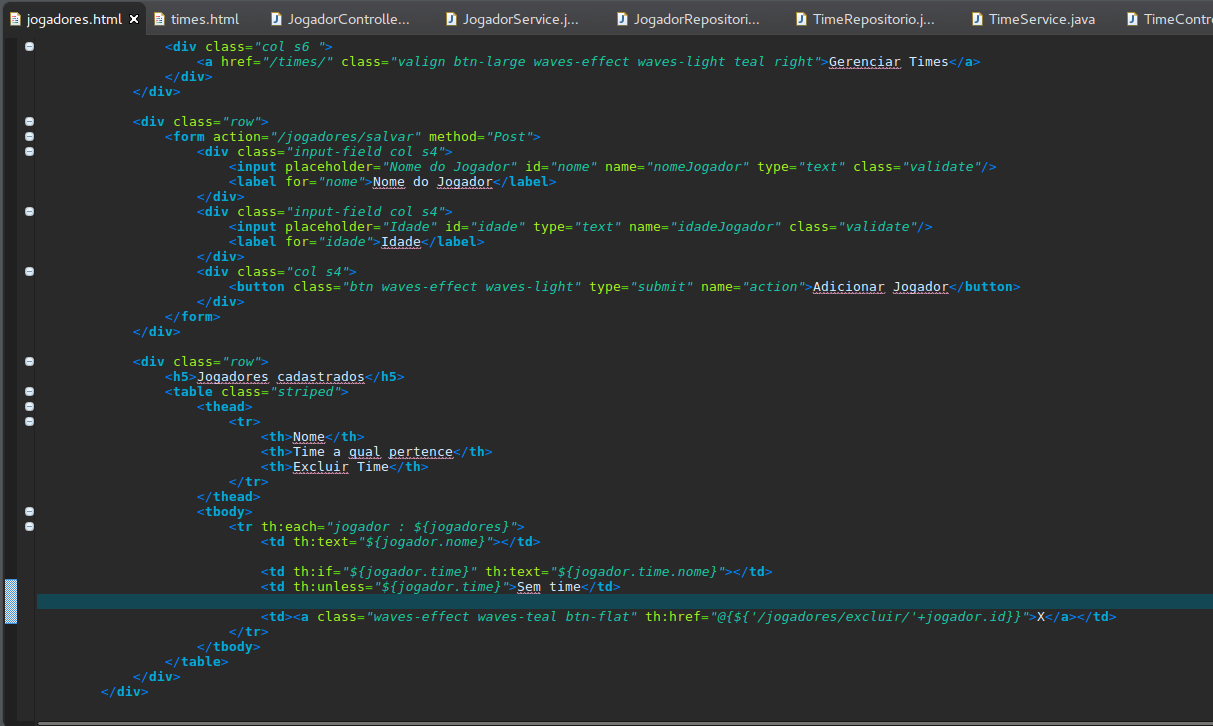 jogadores.html times.html JogadorControlle... JogadorService.j... JogadorRepositori... TimeRepositorio.j... TimeService.java TimeContr
<div class="col s6 ">
<a href="/times/" class="valign btn-large waves-effect waves-light teal right">Gerenciar Times</a>
</div>
</div>
<div class="row">
<form action="/jogadores/salvar" method="Post">
<div class="input-field col s4">
<input placeholder="Nome do Jogador" id="nome" name="nomeJogador" type="text" class="validate"/>
<label for="nome">Nome do Jogador</label>
</div>
<div class="input-field col s4">
<input placeholder="Idade" id="idade" type="text" name="idadeJogador" class="validate"/>
<label for="idade">Idade</label>
</div>
<div class="col s4">
<button class="btn waves-effect waves-light" type="submit" name="action">Adicionar Jogador</button>
</div>
</form>
</div>
<div class="row">
<h5>Jogadores cadastrados</h5>
<table class="striped">
<thead>
<tr>
<th>Nome</th>
<th>Time a qual pertence</th>
<th>Excluir Time</th>
</tr>
</thead>
<tbody>
<tr th:each="jogador : ${jogadores}">
<td th:text="${jogador.nome}"></td>
<td th:if="${jogador.time}" th:text="${jogador.time.nome}"></td>
<td th:unless="${jogador.time}">Sem time</td>
<td><a class="waves-effect waves-teal btn-flat" th:href="@{${'/jogadores/excluir/'+jogador.id}}">X</a></td>
</tr>
</tbody>
</table>
</div>
</div>